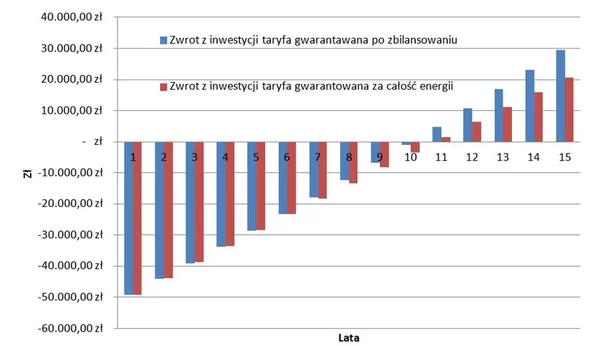 40.000,00 zł
30.000,00 zł
20.000,00 zł
10.000,00 zł
- zł
-10.000,00 zł
-20.000,00 zł
-30.000,00 zł
-40.000,00 zł
-50.000,00 zł
-60.000,00 zł
Zł
Zwrot z inwestycji taryfa gwarantawana po zbilansowaniu
Zwrot z inwestycji taryfa gwarantowana za całość energii
1 2 3 4 5 6 7 8 9 10 11 12 13 14 15
Lata